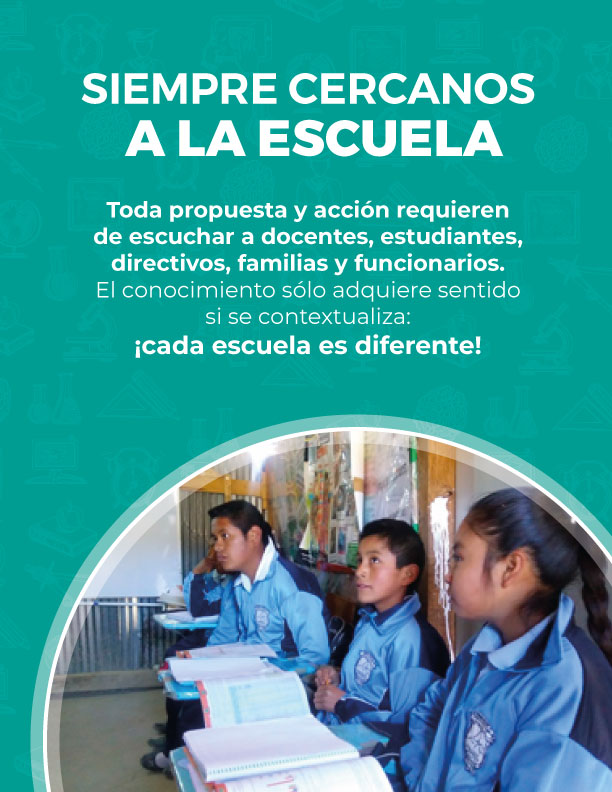 SIEMPRE CERCANOS
A LA ESCUELA
Toda propuesta y acción requieren
de escuchar a docentes, estudiantes,
directivos, familias y funcionarios.
El conocimiento sólo adquiere sentido
si se contextualiza:
¡cada escuela es diferente!